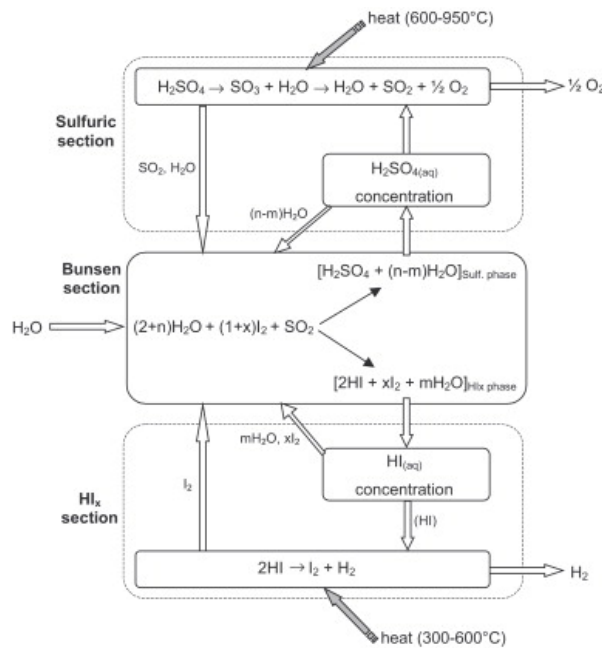 heat (600-950°C)
H₂SO₄ → SO₃ + H₂O → H₂O + SO₂ + ½ O₂
½ O₂
Sulfuric
section
SO₂, H₂O
H₂SO₄₍aq₎
concentration
(n-m)H₂O
Bunsen
section
[H₂SO₄ + (n-m)H₂O]Sulf. phase
H₂O
(2+n)H₂O + (1+x)I₂ + SO₂
[2HI + xI₂ + mH₂O]HIx phase
mH₂O, xI₂
HI(aq)
concentration
I₂
HIₓ
section
(HI)
2HI → I₂ + H₂
H₂
heat (300-600°C)